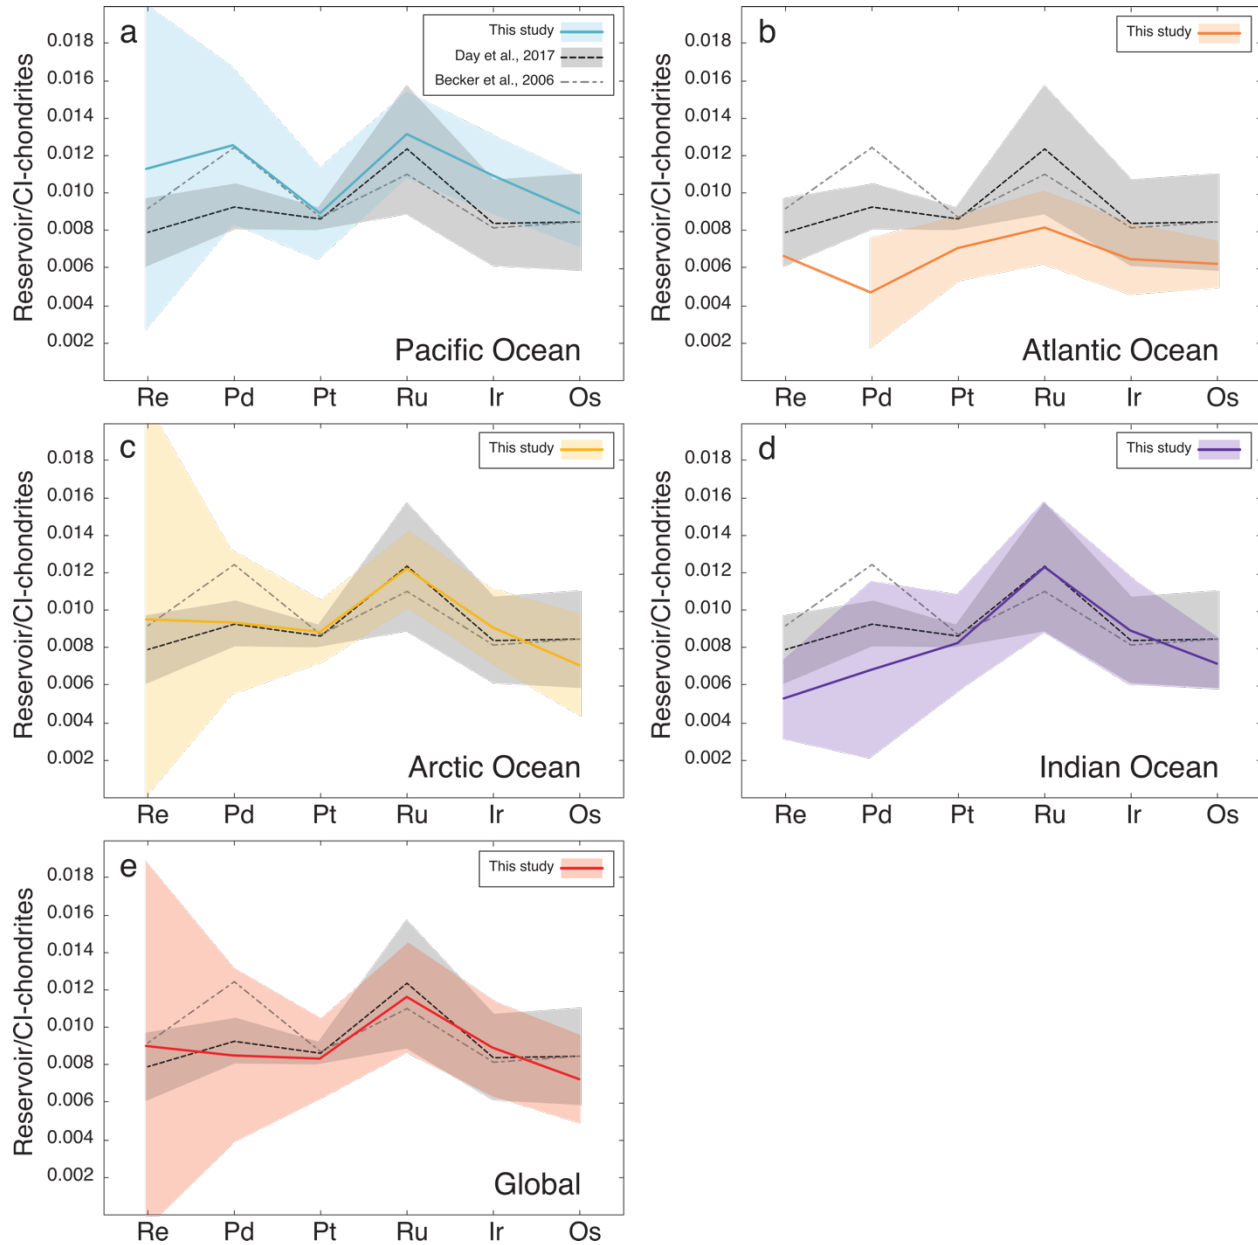 a
This study
Day et al., 2017
Becker et al., 2006
0.018
0.016
0.014
0.012
0.010
0.008
0.006
0.004
0.002
Reservoir/CI-chondrites
Pacific Ocean
Re Pd Pt Ru Ir Os
b
This study
0.018
0.016
0.014
0.012
0.010
0.008
0.006
0.004
0.002
Reservoir/CI-chondrites
Atlantic Ocean
Re Pd Pt Ru Ir Os
c
This study
0.018
0.016
0.014
0.012
0.010
0.008
0.006
0.004
0.002
Reservoir/CI-chondrites
Arctic Ocean
Re Pd Pt Ru Ir Os
d
This study
0.018
0.016
0.014
0.012
0.010
0.008
0.006
0.004
0.002
Reservoir/CI-chondrites
Indian Ocean
Re Pd Pt Ru Ir Os
e
This study
0.018
0.016
0.014
0.012
0.010
0.008
0.006
0.004
0.002
Reservoir/CI-chondrites
Global
Re Pd Pt Ru Ir Os